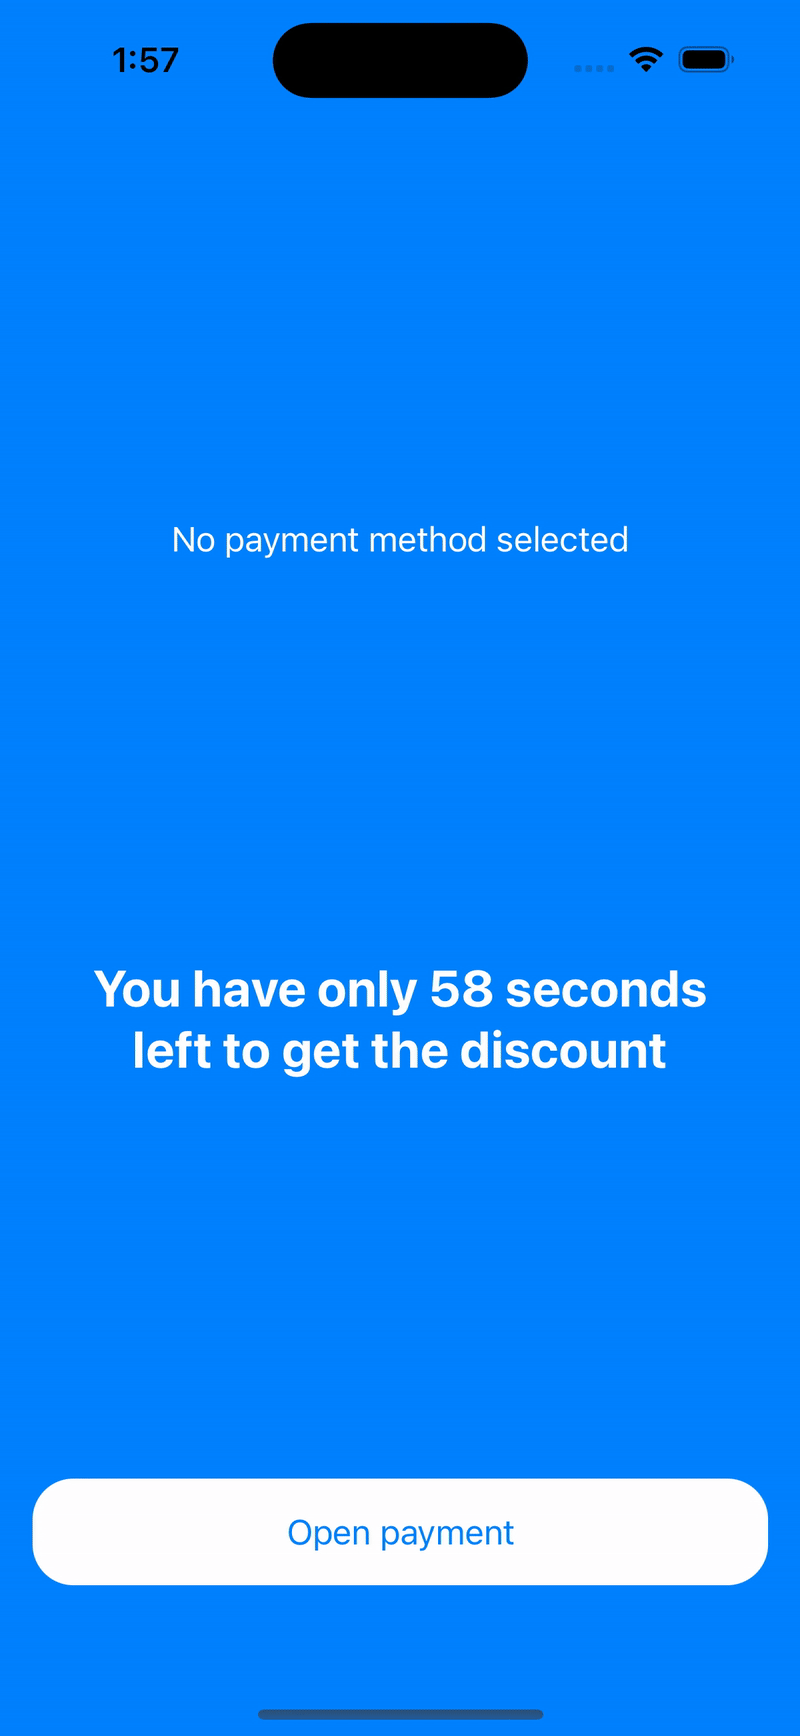 1:57
No payment method selected
You have only 58 seconds
left to get the discount
Open payment